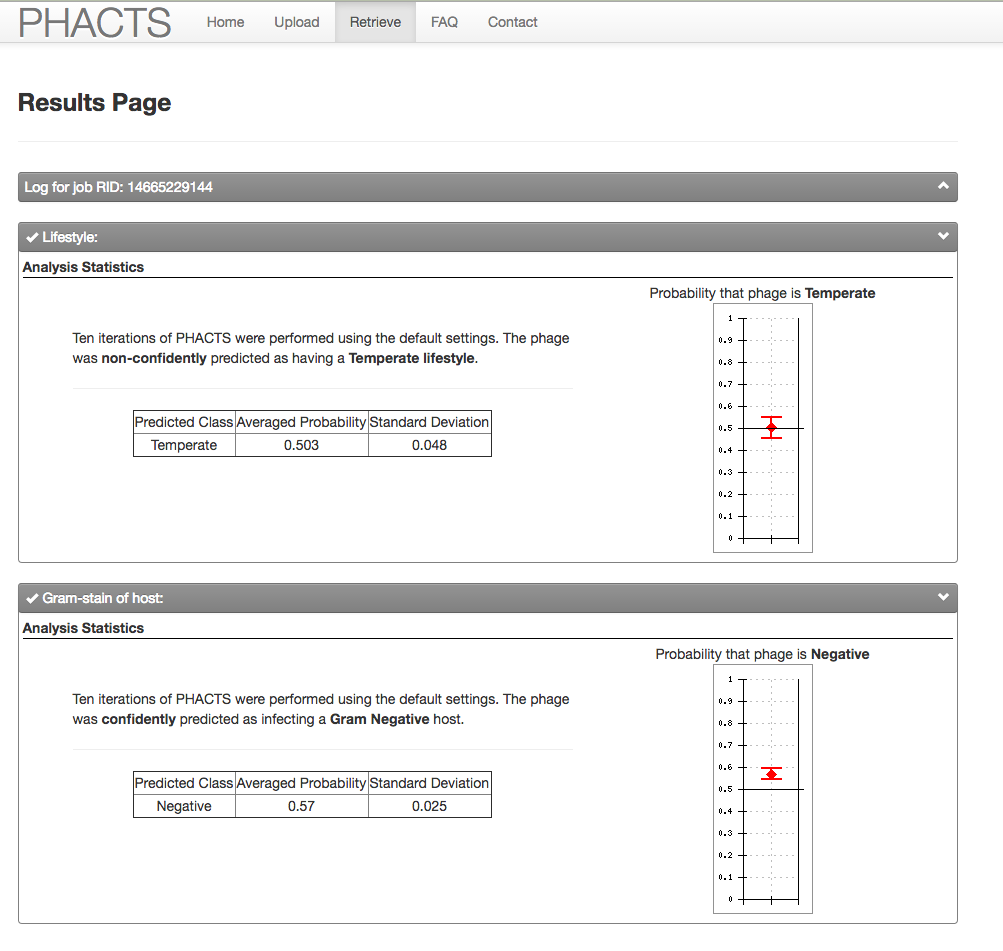 PHACTS Home Upload Retrieve FAQ Contact
Results Page
Log for job RID: 14665229144
Lifestyle:
Analysis Statistics
Probability that phage is Temperate
Ten iterations of PHACTS were performed using the default settings. The phage
was non-confidently predicted as having a Temperate lifestyle.
Predicted Class Averaged Probability Standard Deviation
Temperate 0.503 0.048
1
0.9
0.8
0.7
0.6
0.5
0.4
0.3
0.2
0.1
0
Gram-stain of host:
Analysis Statistics
Probability that phage is Negative
Ten iterations of PHACTS were performed using the default settings. The phage
was confidently predicted as infecting a Gram Negative host.
Predicted Class Averaged Probability Standard Deviation
Negative 0.57 0.025
1
0.9
0.8
0.7
0.6
0.5
0.4
0.3
0.2
0.1
0